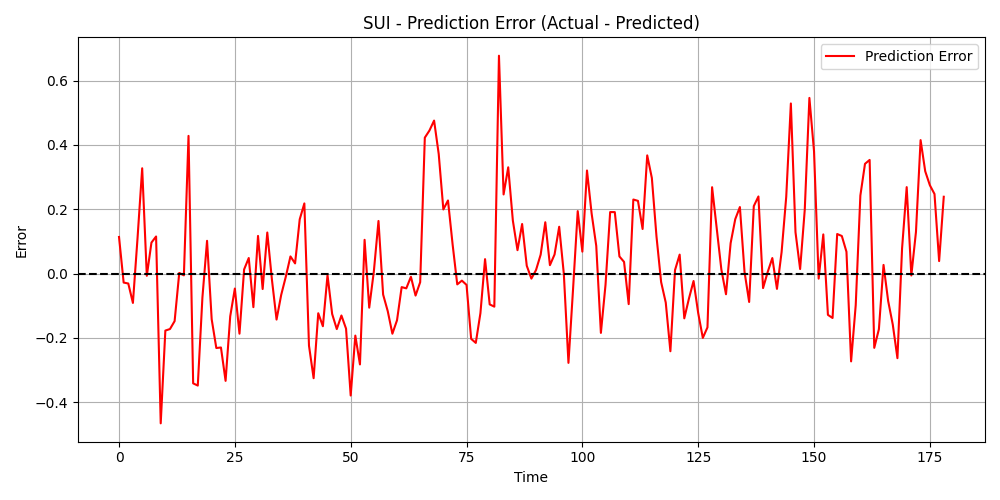 SUI - Prediction Error (Actual - Predicted)
Prediction Error
Error
0.6
0.4
0.2
0.0
−0.2
−0.4
0 25 50 75 100 125 150 175
Time